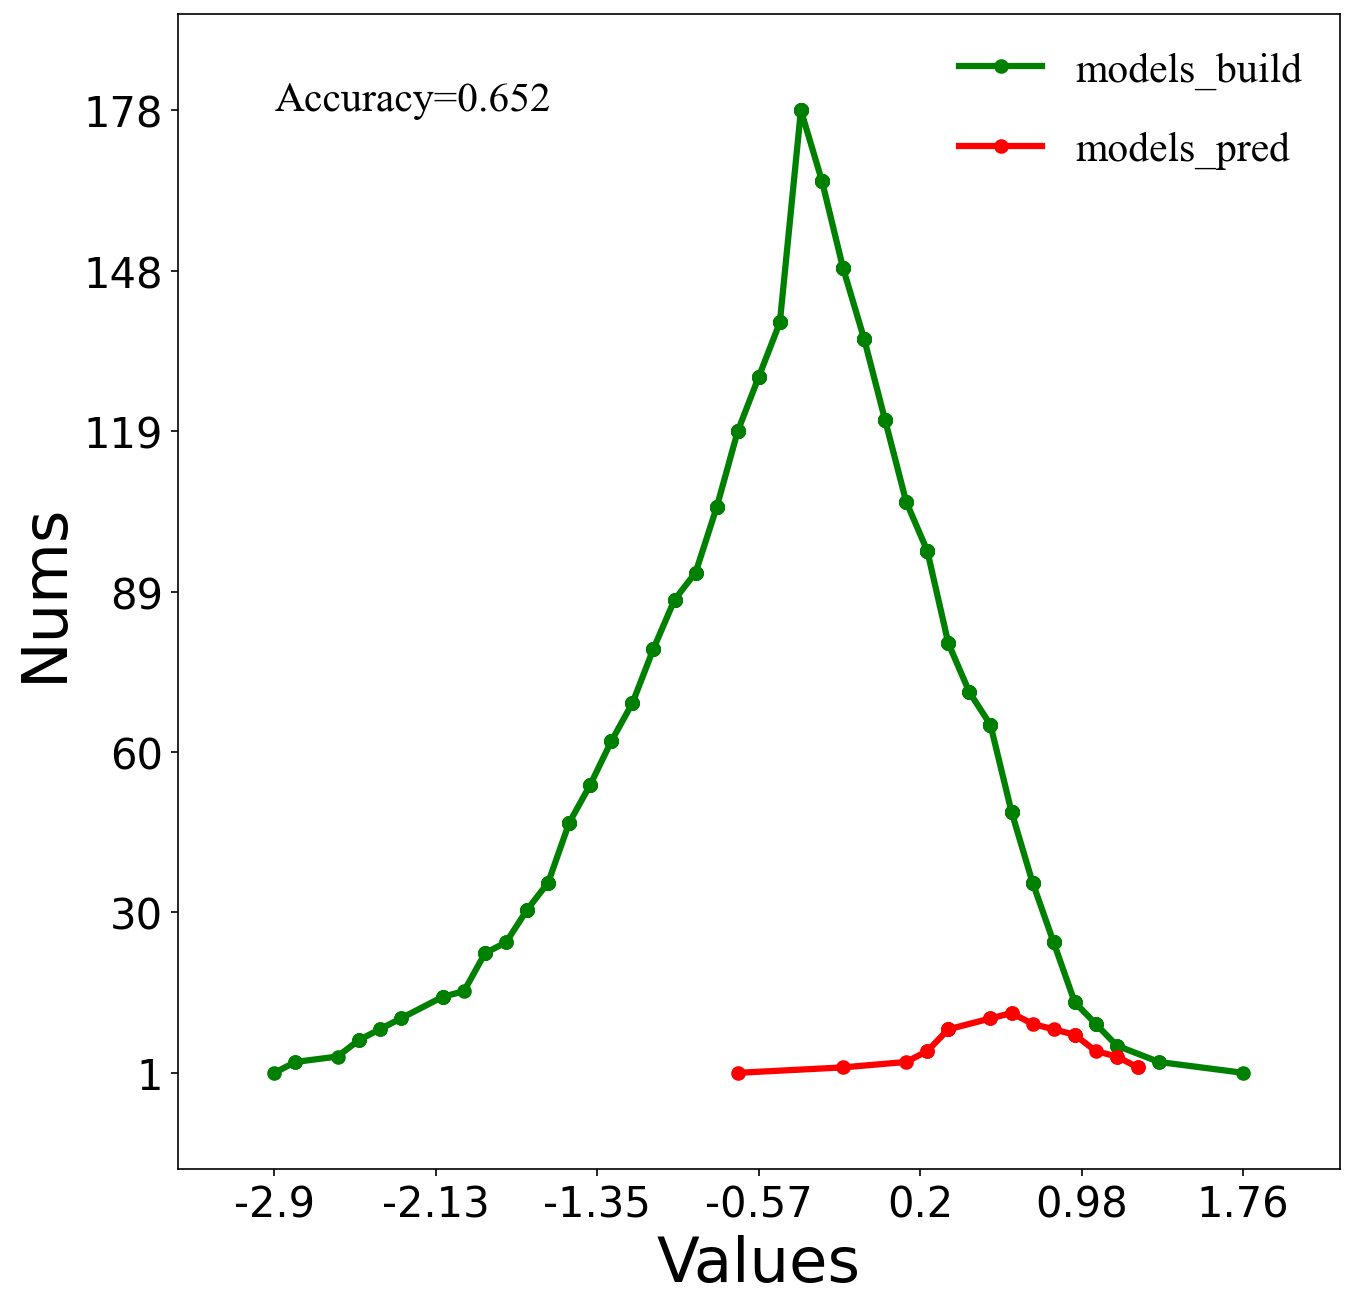 Accuracy=0.652
models_build
models_pred
178
148
119
89
60
30
1
Nums
-2.9 -2.13 -1.35 -0.57 0.2 0.98 1.76
Values